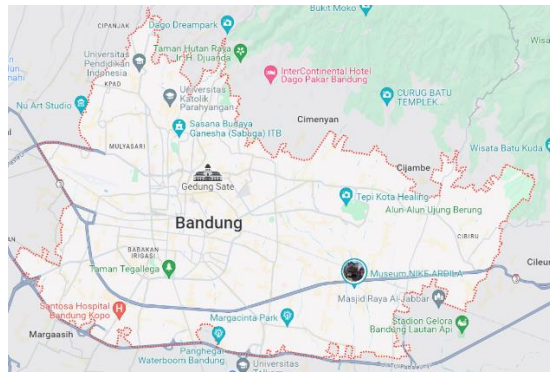 Bukit Moko
CIPANJAK
Dago Dreampark
Wisa
Universitas
Pendidikan
Indonesia
Taman Hutan Raya
Ir. H. Djuanda
KPAD
InterContinental Hotel
Dago Pakar Bandung
Nu Art Studio
Universitas
Katolik
Parahyangan
CURUG BATU
TEMPLEK...
Sasana Budaya
Ganesha (Sabuga) ITB
Cimenyan
MULYASARI
Wisata Batu Kuda
Cijambe
Gedung Sate
Tepi Kota Healing
Alun-Alun Ujung Berung
Bandung
CIBIRU
BABAKAN
IRIGASI
Taman Tegallega
Cileu
Museum NIKE ARDILA
Masjid Raya Al-Jabbar
Santosa Hospital
Bandung Kopo
Margacinta Park
Stadion Gelora
Bandung Lautan Api
Margaasih
Panghegar
Waterboom Bandung
Universitas